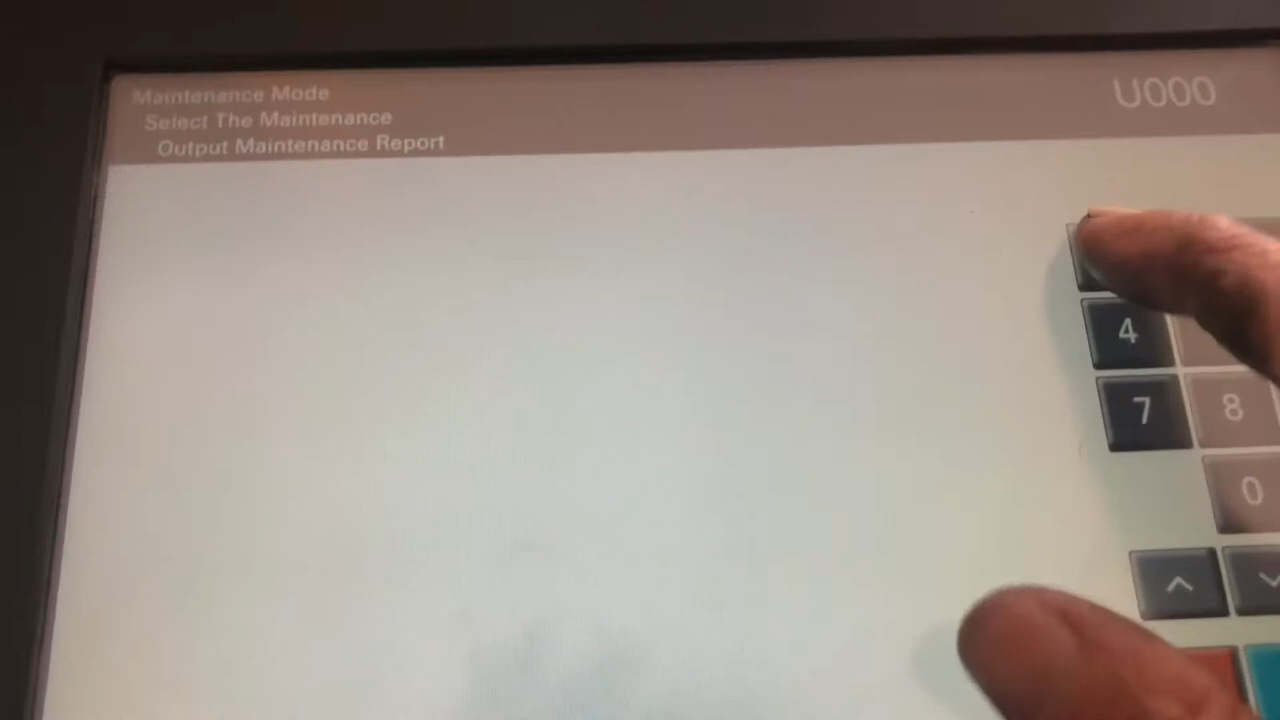 Maintenance Mode
Select The Maintenance
Output Maintenance Report
U000
4
7
8
0